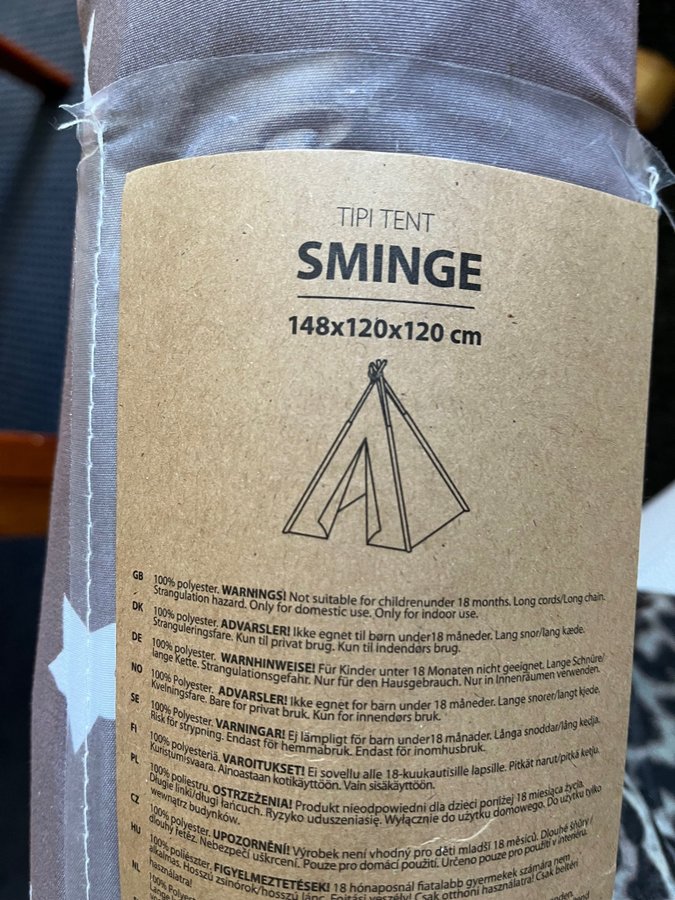 TIPI TENT
SMINGE
148x120x120 cm
GB 100% polyester. WARNINGS! Not suitable for childrenunder 18 months. Long cords/Long chain.
Strangulation hazard. Only for domestic use. Only for indoor use.
DK 100% polyester. ADVARSLER! Ikke egnet til børn under18 måneder. Lang snor/lang kæde.
Stranguleringsfare. Kun til privat brug. Kun til indendørs brug.
DE 100% polyester. WARNHINWEISE! Für Kinder unter 18 Monaten nicht geeignet. Lange Schnüre/
lange Kette. Strangulationsgefahr. Nur für den Hausgebrauch. Nur in Innenräumen verwenden.
NO 100% Polyester. ADVARSLER! Ikke egnet for barn under 18 måneder. Lange snorer/langt kjede.
Kvelningsfare. Bare for privat bruk. Kun for innendørs bruk.
SE 100% Polyester. VARNINGAR! Ej lämpligt för barn under18 månader. Långa snoddar/lång kedja.
Risk för strypning. Endast för hemmabruk. Endast för inomhusbruk.
FI 100% polyesteriä. VAROITUKSET! Ei sovellu alle 18-kuukautisille lapsille. Pitkät narut/pitkä ketju.
Kuristumisvaara. Ainoastaan kotikäyttöön. Vain sisäkäyttöön.
PL 100% poliestru. OSTRZEŻENIA! Produkt nieodpowiedni dla dzieci poniżej 18 miesiąca życia.
Długie linki/długi łańcuch. Ryzyko uduszeniasię. Wyłącznie do użytku domowego. Do użytku tylko
wewnątrz budynków.
CZ 100% polyester. UPOZORNĚNÍ! Výrobek není vhodný pro děti mladší 18 měsíců. Dlouhé šňůry/
dlouhý řetěz. Nebezpečí uškrcení. Pouze pro domácí použití. Určeno pouze pro použití v interiéru.
HU 100% poliészter. FIGYELMEZTETÉSEK! 18 hónaposnál fiatalabb gyermekek számára nem
alkalmas. Hosszú zsinórok/hosszú lánc. Fojtási veszély! Csak otthoni használatra! Csak beltéri
használatra!
NL 100% Polyester.